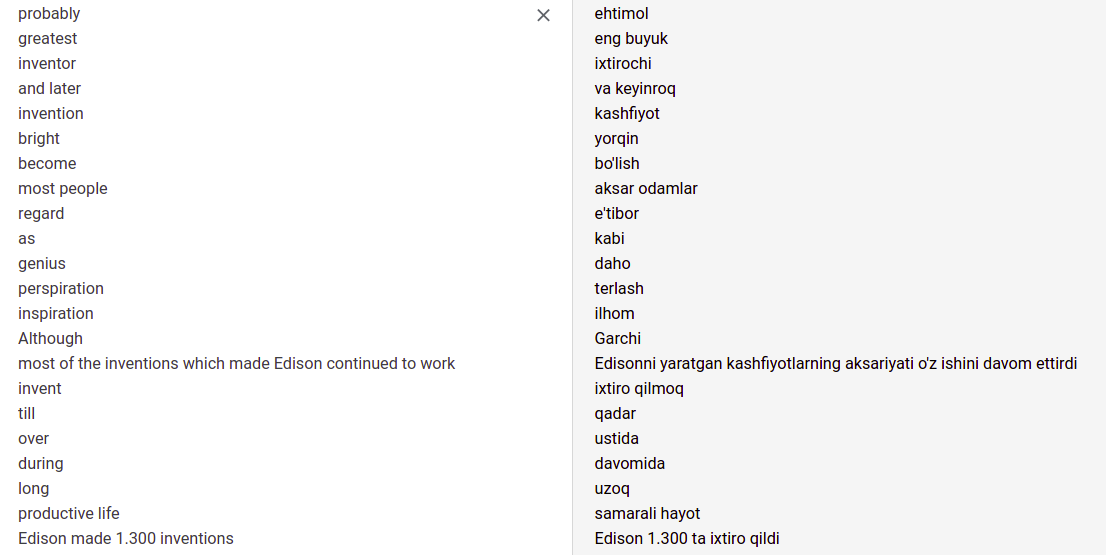 probably
greatest
inventor
and later
invention
bright
become
most people
regard
as
genius
perspiration
inspiration
Although
most of the inventions which made Edison continued to work
invent
till
over
during
long
productive life
Edison made 1.300 inventions
ehtimol
eng buyuk
ixtirochi
va keyinroq
kashfiyot
yorqin
bo'lish
aksar odamlar
e'tibor
kabi
daho
terlash
ilhom
Garchi
Edisonni yaratgan kashfiyotlarning aksariyati o'z ishini davom ettirdi
ixtiro qilmoq
qadar
ustida
davomida
uzoq
samarali hayot
Edison 1.300 ta ixtiro qildi